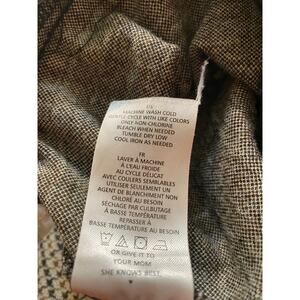 US
MACHINE WASH COLD
GENTLE CYCLE WITH LIKE COLORS
ONLY NON-CHLORINE
BLEACH WHEN NEEDED
TUMBLE DRY LOW
COOL IRON AS NEEDED
FR
LAVER À MACHINE
À L'EAU FROIDE
AU CYCLE DÉLICAT
AVEC COULEURS SEMBLABLES
UTILISER SEULEMENT UN
AGENT DE BLANCHIMENT NON
CHLORÉ AU BESOIN
SÉCHAGE PAR CULBUTAGE
À BASSE TEMPÉRATURE
REPASSER À
BASSE TEMPÉRATURE AU BESOIN
OR GIVE IT TO
YOUR MOM
SHE KNOWS BEST.